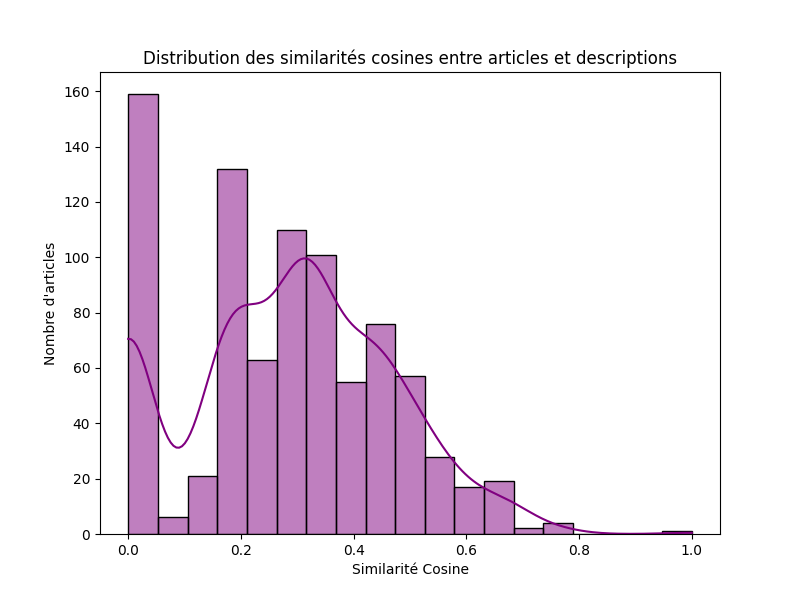 Distribution des similarités cosines entre articles et descriptions
Nombre d'articles
160
140
120
100
80
60
40
20
0
0.0 0.2 0.4 0.6 0.8 1.0
Similarité Cosine